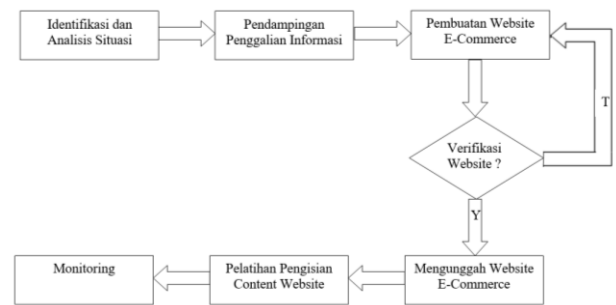 Identifikasi dan
Analisis Situasi
Pendampingan
Penggalian Informasi
Pembuatan Website
E-Commerce
T
Verifikasi
Website ?
Y
Mengunggah Website
E-Commerce
Pelatihan Pengisian
Content Website
Monitoring